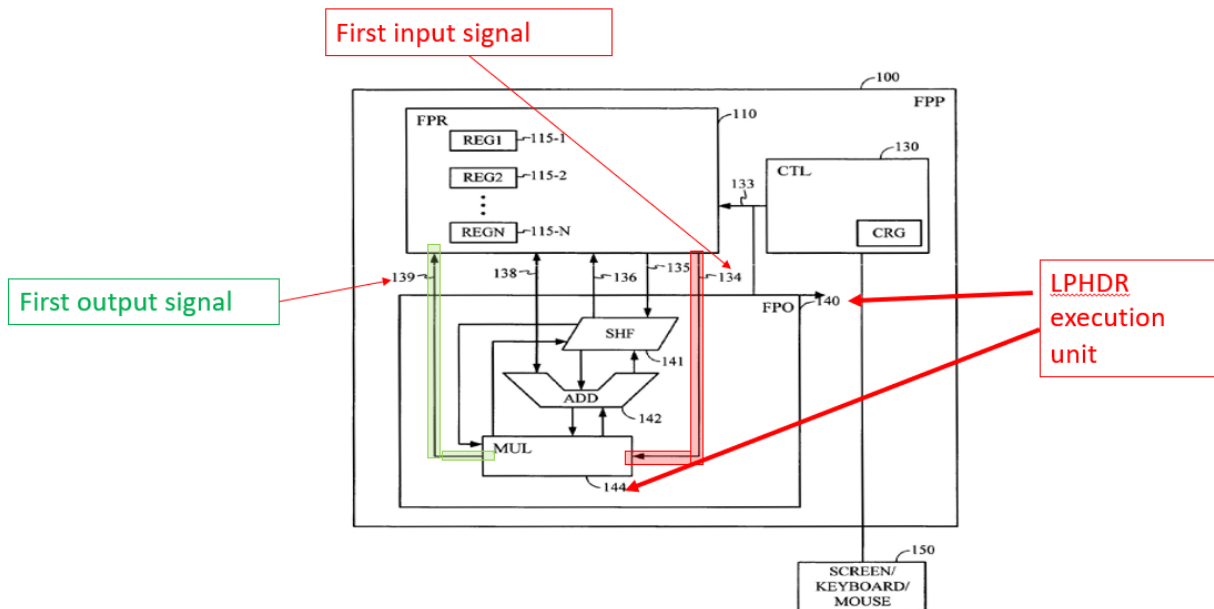 First input signal
100
FPP
FPR
110
REG1
115-1
REG2
115-2
REGN
115-N
130
CTL
133
CRG
139
138
136
135
134
First output signal
FPO
140
LPHDR
execution
unit
SHF
141
ADD
142
MUL
144
150
SCREEN/
KEYBOARD/
MOUSE